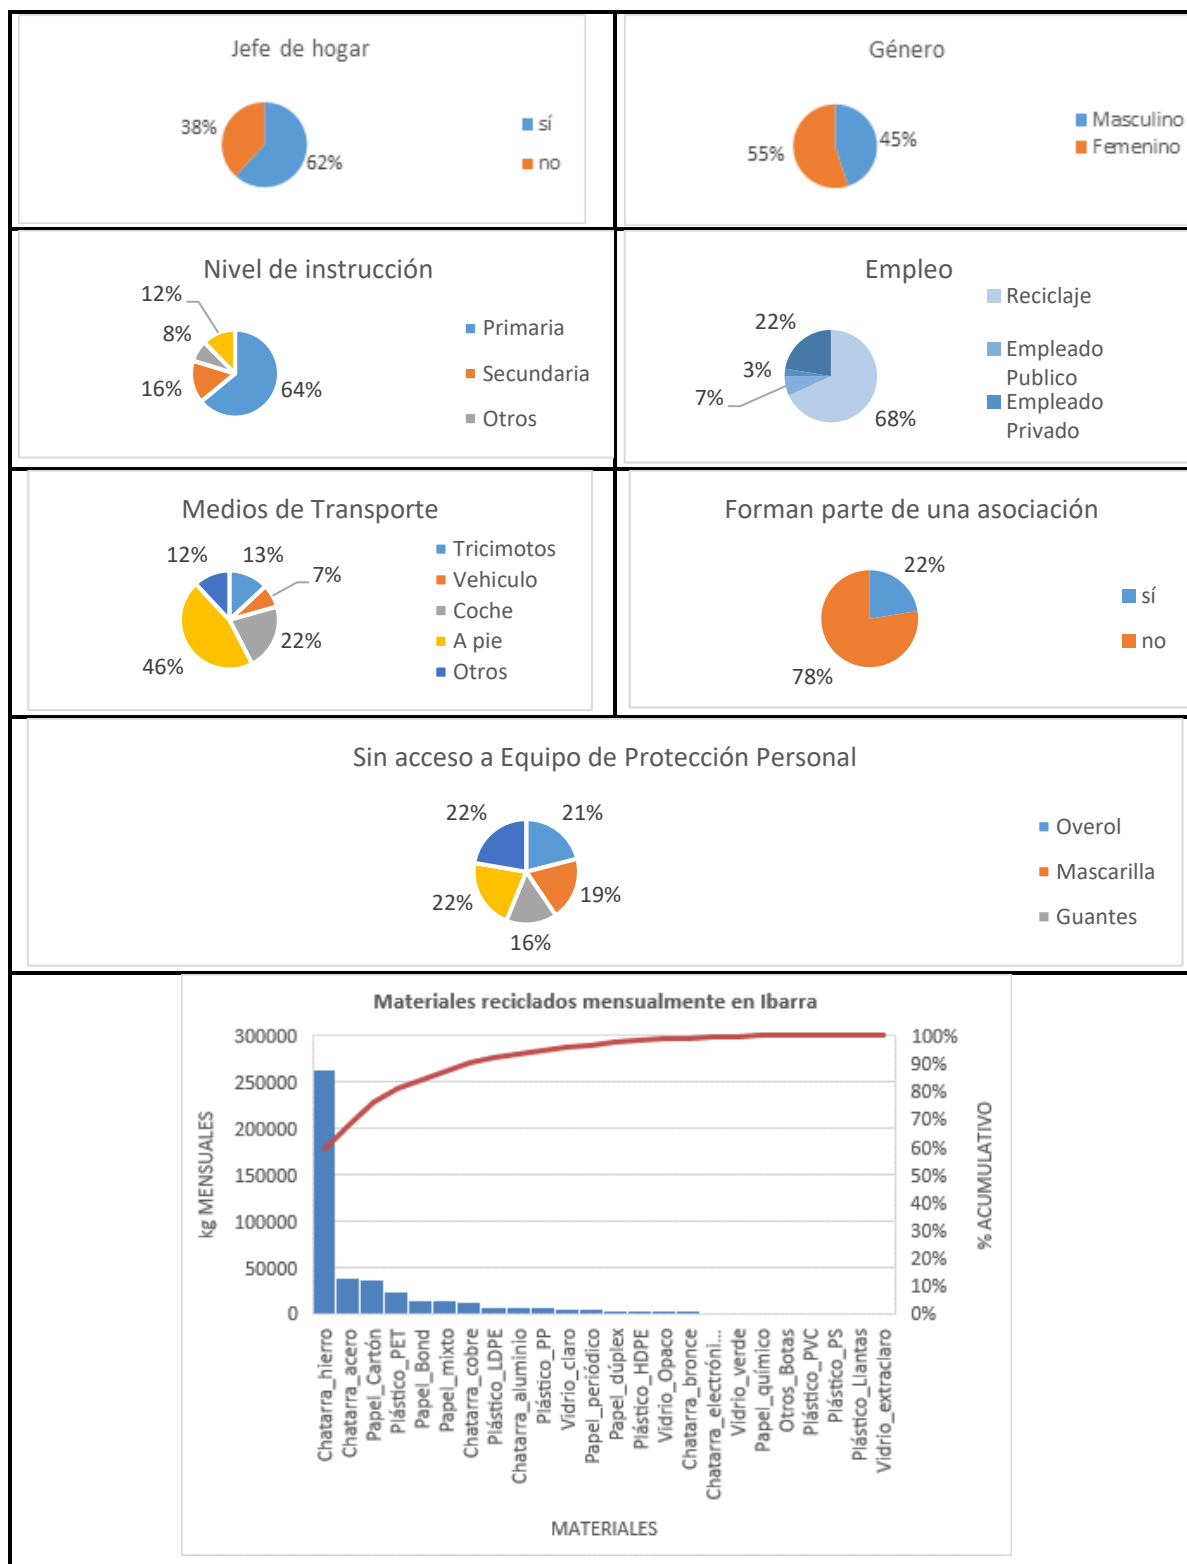 Jefe de hogar
38%
62%
sí
no
Género
55%
45%
Masculino
Femenino
Nivel de instrucción
12%
8%
16%
64%
Primaria
Secundaria
Otros
Empleo
22%
3%
7%
68%
Reciclaje
Empleado
Publico
Empleado
Privado
Medios de Transporte
12%
13%
7%
22%
46%
Tricimotos
Vehiculo
Coche
A pie
Otros
Forman parte de una asociación
22%
78%
sí
no
Sin acceso a Equipo de Protección Personal
22%
21%
22%
19%
16%
Overol
Mascarilla
Guantes
Materiales reciclados mensualmente en Ibarra
kg MENSUALES
300000
250000
200000
150000
100000
50000
0
100%
90%
80%
70%
60%
50%
40%
30%
20%
10%
0%
% ACUMULATIVO
Chatarra_hierro
Chatarra_acero
Papel_Cartón
Plástico_PET
Papel_Bond
Papel_mixto
Chatarra_cobre
Plástico_LDPE
Chatarra_aluminio
Plástico_PP
Vidrio_claro
Papel_periódico
Papel_dúplex
Plástico_HDPE
Vidrio_Opaco
Chatarra_bronce
Chatarra_electróni...
Vidrio_verde
Papel_químico
Otros_Botas
Plástico_PVC
Plástico_PS
Plástico_Llantas
Vidrio_extraclaro
MATERIALES